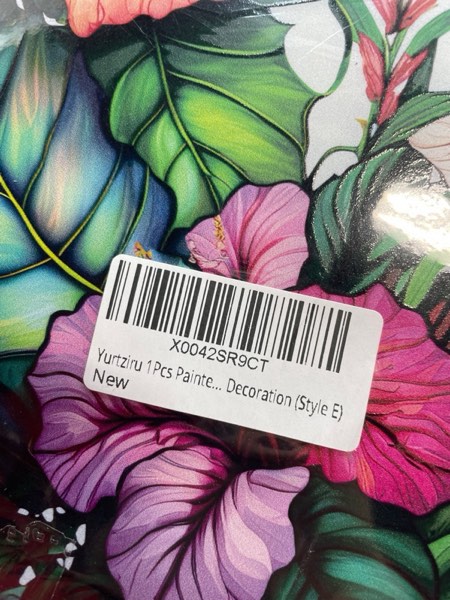 X0042SR9CT
Yurtziru 1Pcs Painte... Decoration (Style E)
New